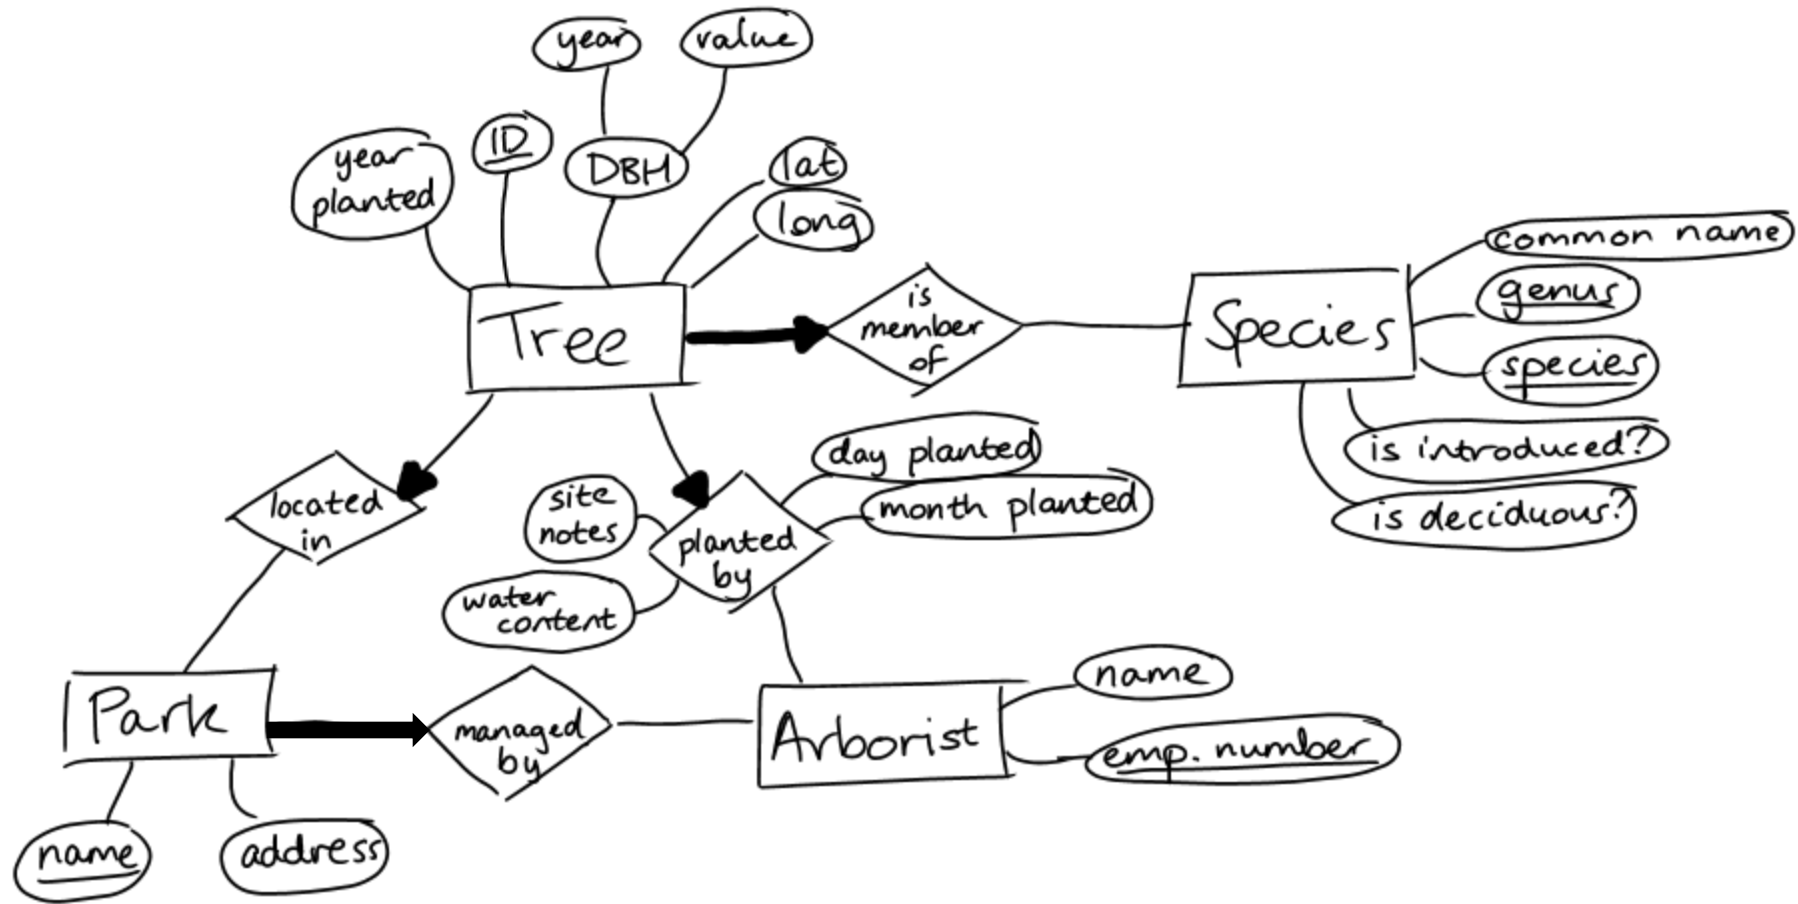 year
value
ID
year
planted
DBH
lat
long
common name
genus
species
is introduced?
is deciduous?
Tree
is
member
of
Species
located
in
site
notes
water
content
planted
by
day planted
month planted
Park
managed
by
Arborist
name
emp. number
name
address